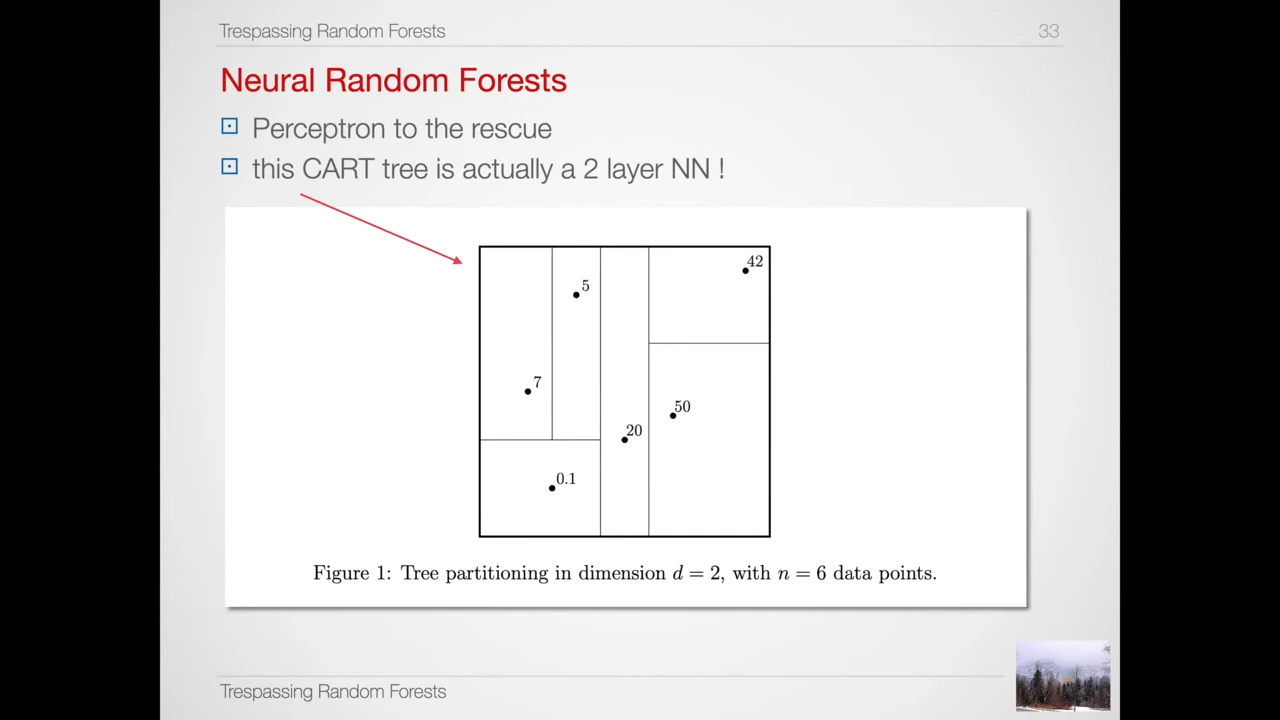 Trespassing Random Forests 33
Neural Random Forests
Perceptron to the rescue
this CART tree is actually a 2 layer NN !
42
5
7
50
20
0.1
Figure 1: Tree partitioning in dimension d = 2, with n = 6 data points.
Trespassing Random Forests